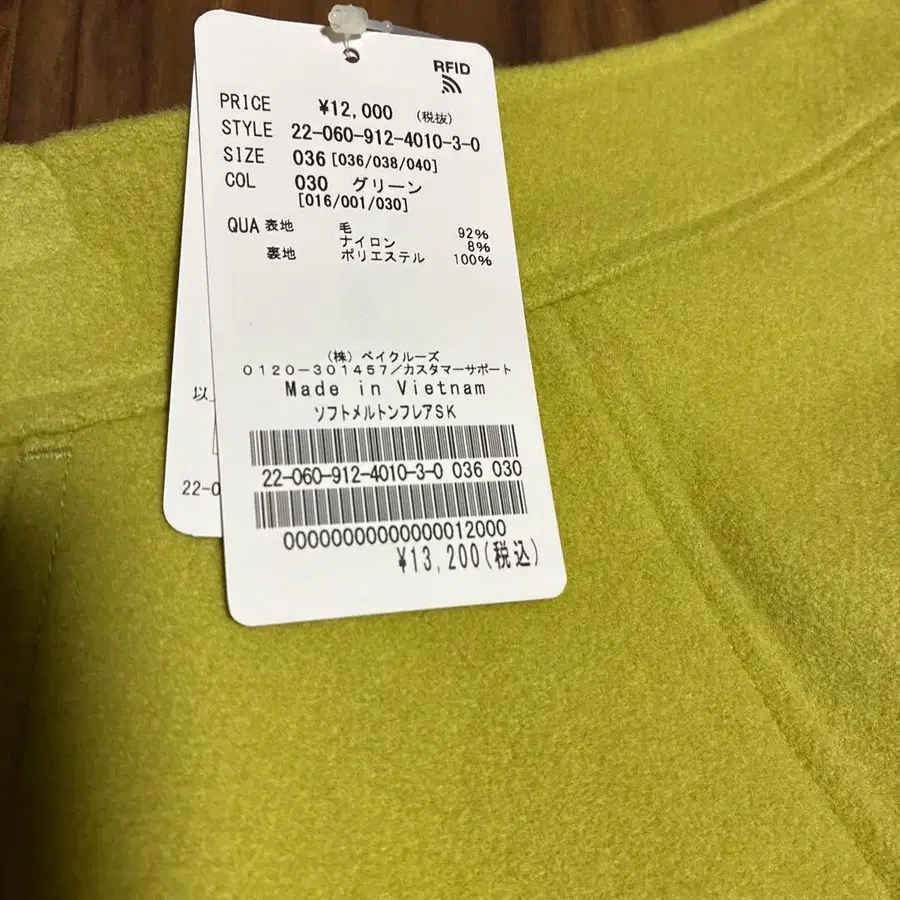 RFID
PRICE ¥12,000 (税抜)
STYLE 22-060-912-4010-3-0
SIZE 036[036/038/040]
COL 030 グリーン
[016/001/030]
QUA 表地 毛 92%
ナイロン 8%
裏地 ポリエステル 100%
(株) ベイクルーズ
0120-301457/カスタマーサポート
Made in Vietnam
ソフトメルトンフレアSK
22-060-912-4010-3-0 036 030
00000000000000012000
¥13,200(税込)
以
22-0